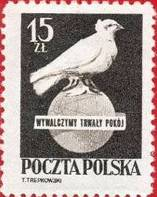 15
ZŁ
WYWALCZYMY TRWAŁY POKÓJ
POCZTA POLSKA
T. TREPKOWSKI